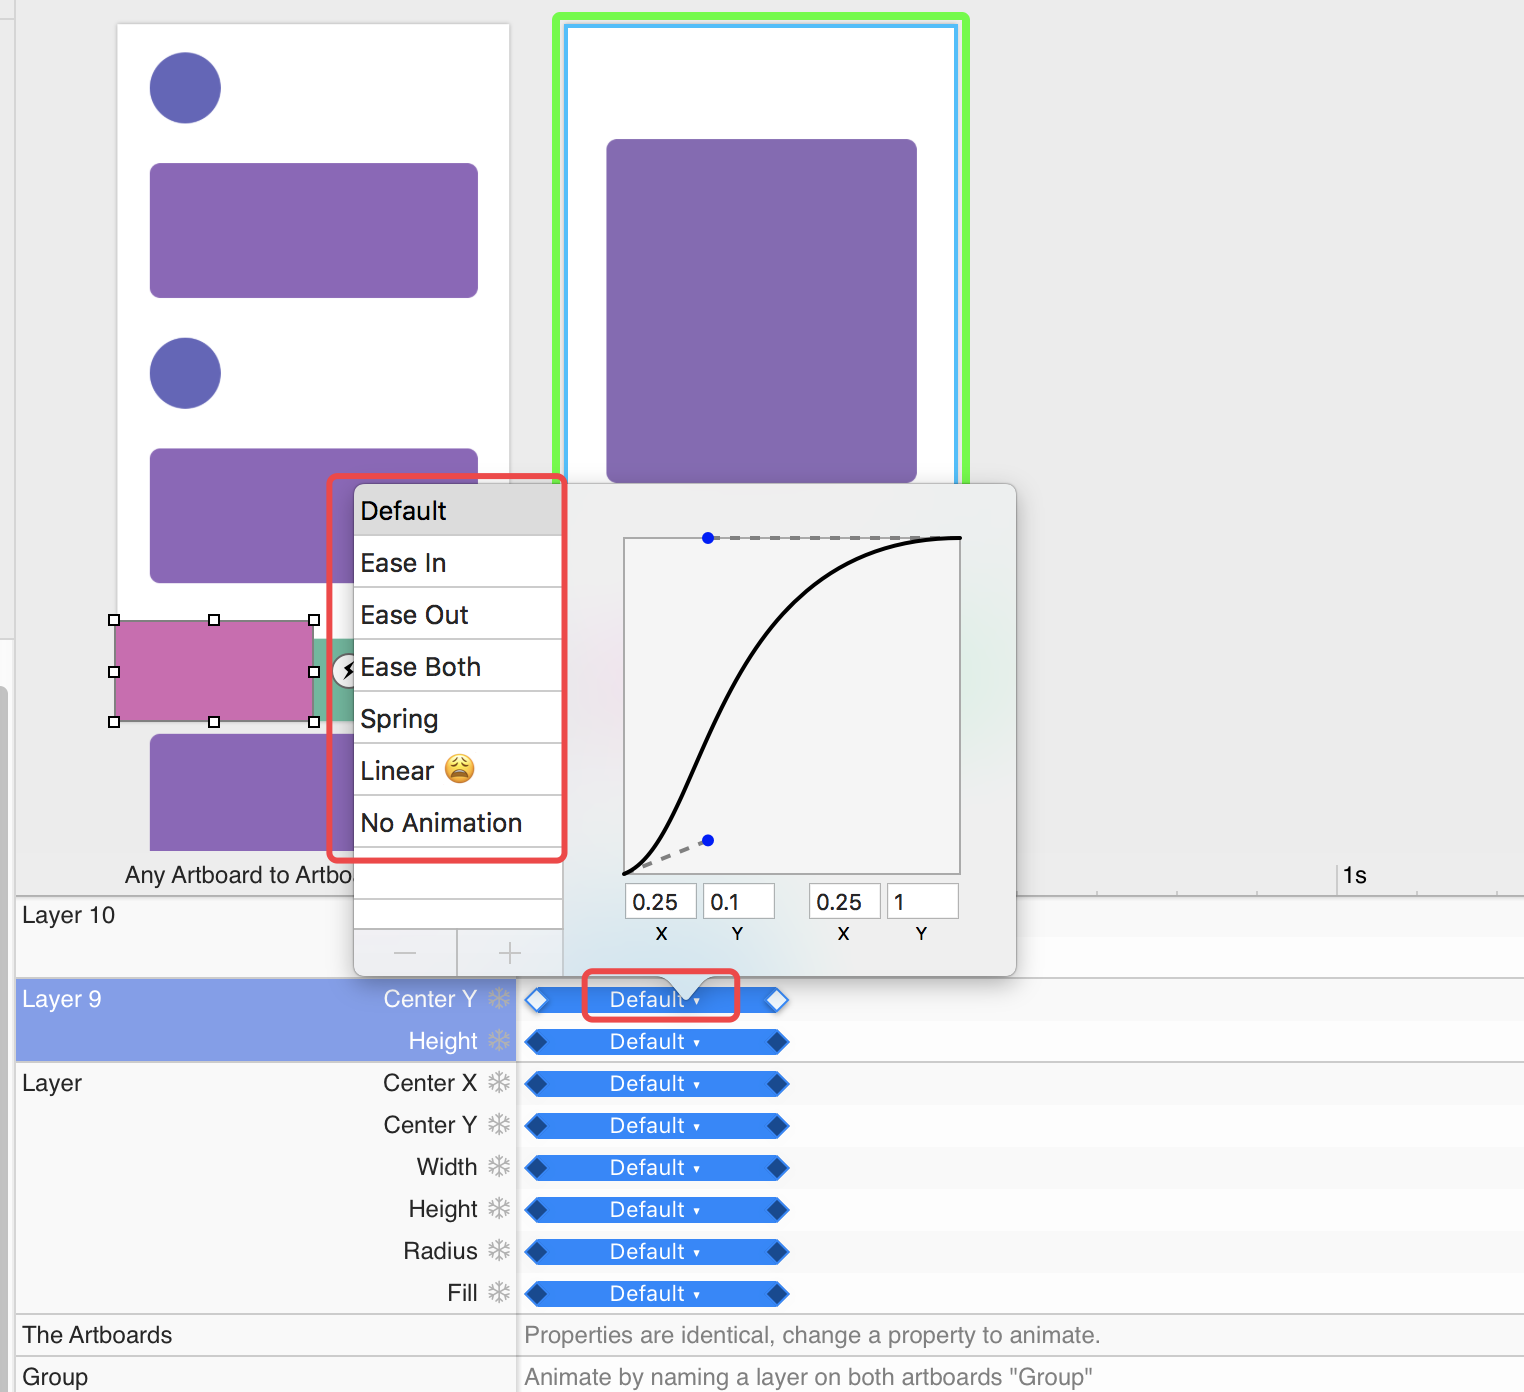 Default
Ease In
Ease Out
Ease Both
Spring
Linear 😩
No Animation
0.25 0.1 0.25 1
X Y X Y
Any Artboard to Artbo
1s
Layer 10
Layer 9 Center Y Default
Height Default
Layer Center X Default
Center Y Default
Width Default
Height Default
Radius Default
Fill Default
The Artboards Properties are identical, change a property to animate.
Group Animate by naming a layer on both artboards "Group"